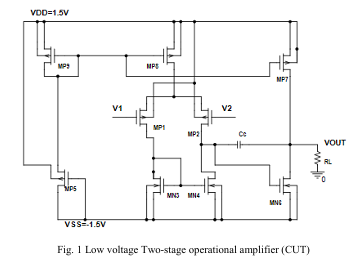 VDD=1.5V
MP9
MP8
MP7
V1
V2
MP1
MP2
Cc
VOUT
RL
0
MP5
MN3
MN4
MN6
VSS=-1.5V
Fig. 1 Low voltage Two-stage operational amplifier (CUT)